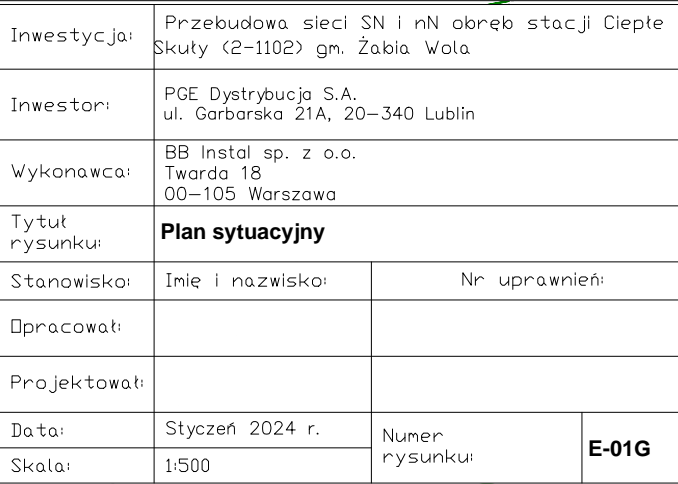 Inwestycja:
Przebudowa sieci SN i nN obręb stacji Ciepłe
Skuły (2-1102) gm. Żabia Wola
Inwestor:
PGE Dystrybucja S.A.
ul. Garbarska 21A, 20-340 Lublin
Wykonawca:
BB Instal sp. z o.o.
Twarda 18
00-105 Warszawa
Tytuł
rysunku:
Plan sytuacyjny
Stanowisko:
Imię i nazwisko:
Nr uprawnień:
Opracował:
Projektował:
Data:
Styczeń 2024 r.
Numer
rysunku:
E-01G
Skala:
1:500